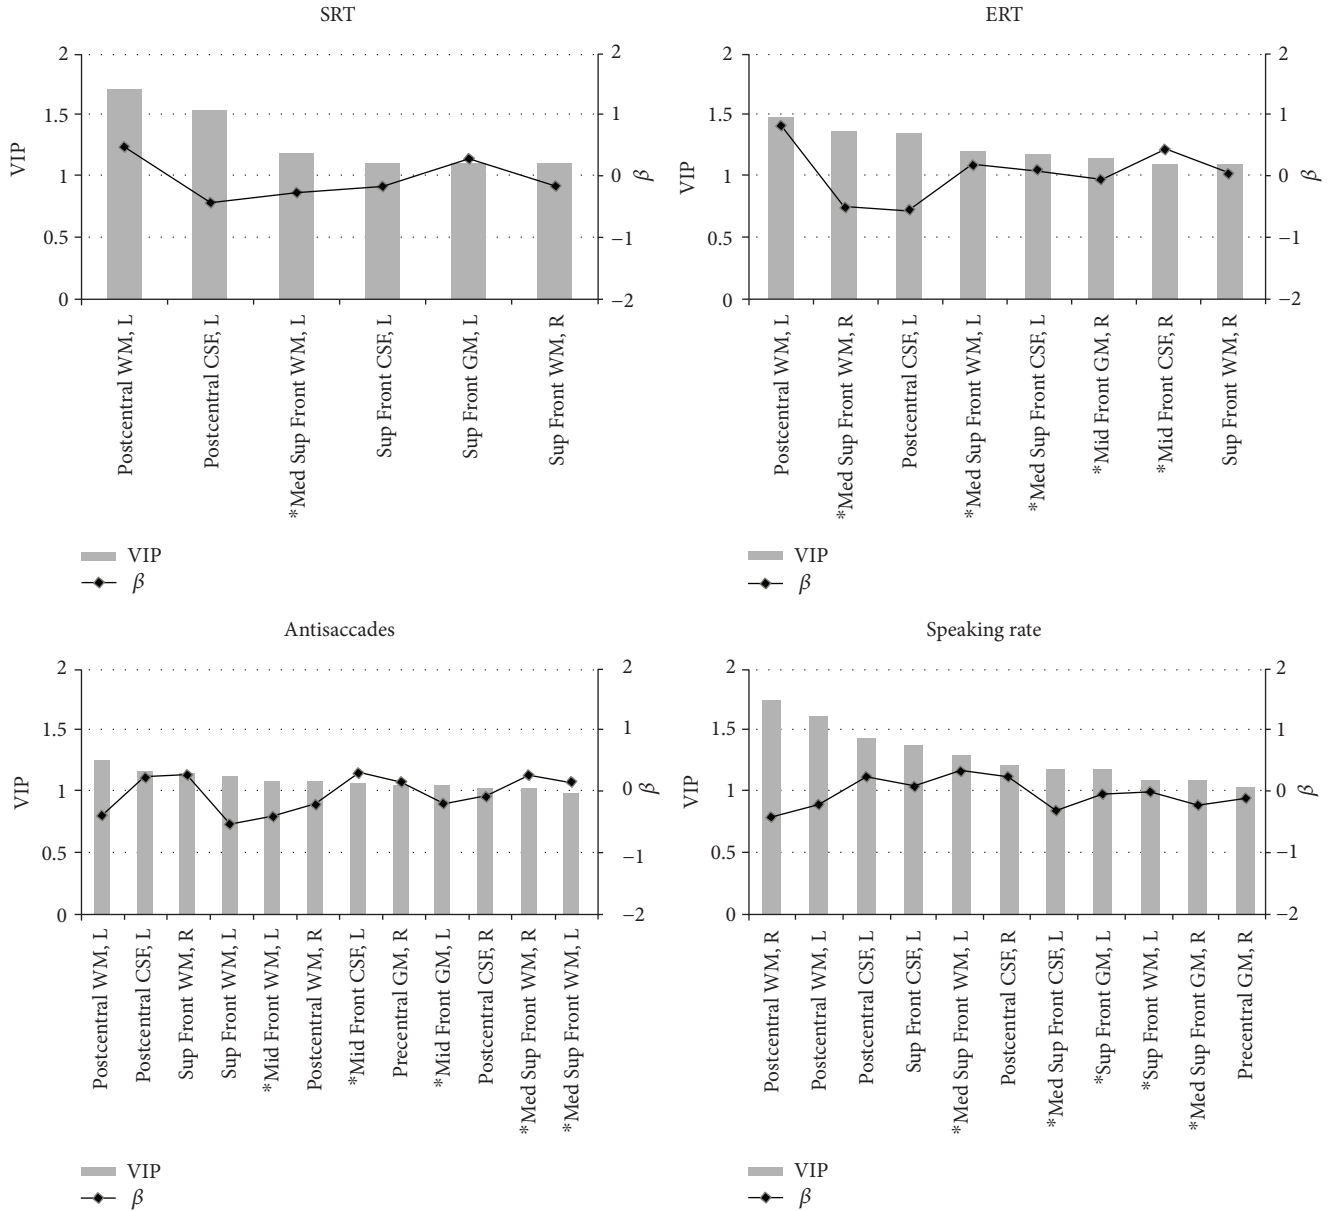 SRT
2
1.5
1
0.5
0
VIP
2
1
0
−1
−2
β
Postcentral WM, L
Postcentral CSF, L
*Med Sup Front WM, L
Sup Front CSF, L
Sup Front GM, L
Sup Front WM, R
VIP
β
ERT
2
1.5
1
0.5
0
VIP
2
1
0
−1
−2
β
Postcentral WM, L
*Med Sup Front WM, R
Postcentral CSF, L
*Med Sup Front WM, L
*Med Sup Front CSF, L
*Mid Front GM, R
*Mid Front CSF, R
Sup Front WM, R
VIP
β
Antisaccades
2
1.5
1
0.5
0
VIP
2
1
0
−1
−2
β
Postcentral WM, L
Postcentral CSF, L
Sup Front WM, R
Sup Front WM, L
*Mid Front WM, L
Postcentral WM, R
*Mid Front CSF, L
Precentral GM, R
*Mid Front GM, L
Postcentral CSF, R
*Med Sup Front WM, R
*Med Sup Front WM, L
VIP
β
Speaking rate
2
1.5
1
0.5
0
VIP
2
1
0
−1
−2
β
Postcentral WM, R
Postcentral WM, L
Postcentral CSF, L
Sup Front CSF, L
*Med Sup Front WM, L
Postcentral CSF, R
*Med Sup Front CSF, L
*Sup Front GM, L
*Sup Front WM, L
*Med Sup Front GM, R
Precentral GM, R
VIP
β